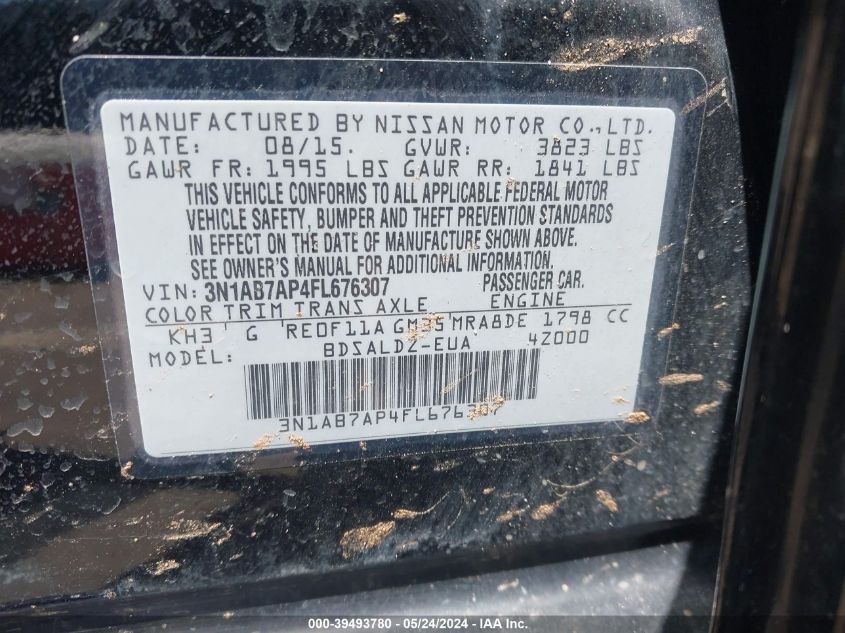 MANUFACTURED BY NISSAN MOTOR CO.,LTD.
DATE: 08/15. GVWR: 3823 LBS
GAWR FR: 1995 LBS GAWR RR: 1841 LBS
THIS VEHICLE CONFORMS TO ALL APPLICABLE FEDERAL MOTOR
VEHICLE SAFETY, BUMPER AND THEFT PREVENTION STANDARDS
IN EFFECT ON THE DATE OF MANUFACTURE SHOWN ABOVE.
SEE OWNER'S MANUAL FOR ADDITIONAL INFORMATION.
VIN: 3N1AB7AP4FL676307 PASSENGER CAR.
COLOR TRIM TRANS AXLE ENGINE
KH3 G RE0F11A GM35 MRA8DE 1798 CC
MODEL: BDSALDZ-EUA 42000
3N1AB7AP4FL676307
000-39493780 - 05/24/2024 - IAA Inc.